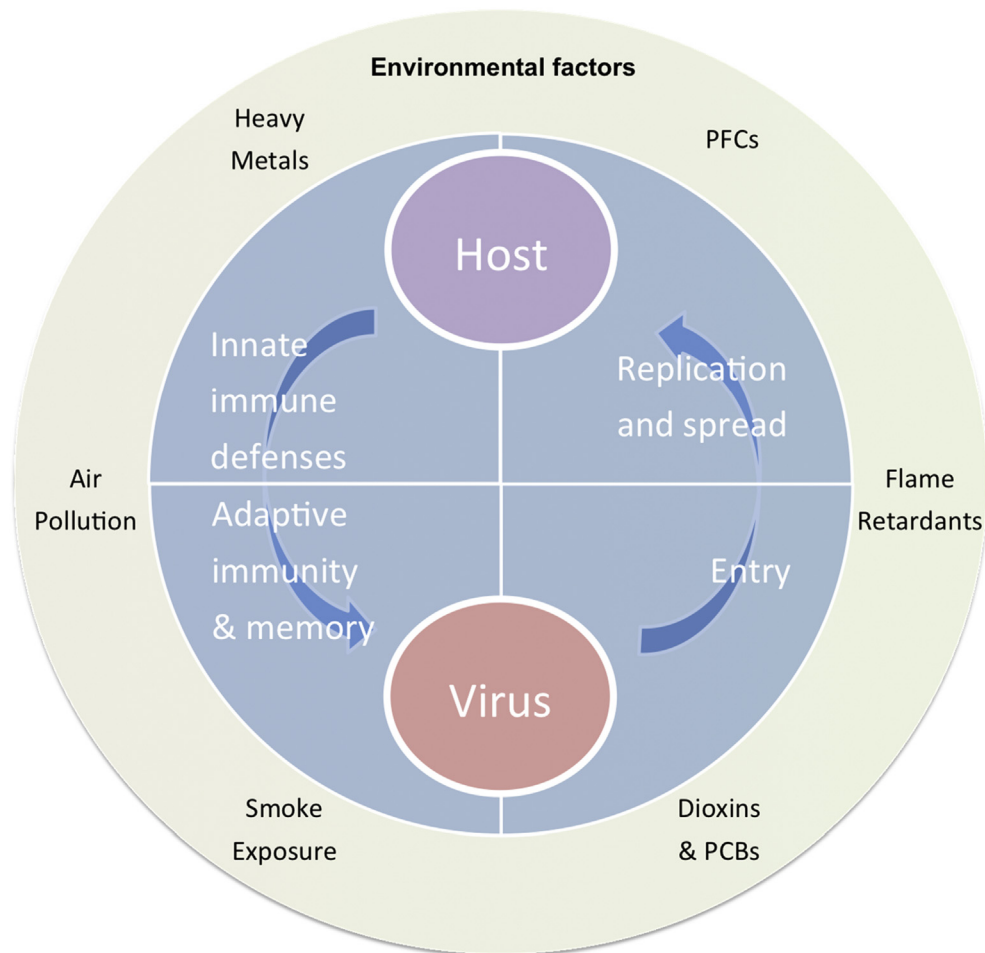 Environmental factors
Heavy
Metals
PFCs
Host
Innate
immune
defenses
Replication
and spread
Air
Pollution
Flame
Retardants
Adaptive
immunity
& memory
Entry
Virus
Smoke
Exposure
Dioxins
& PCBs